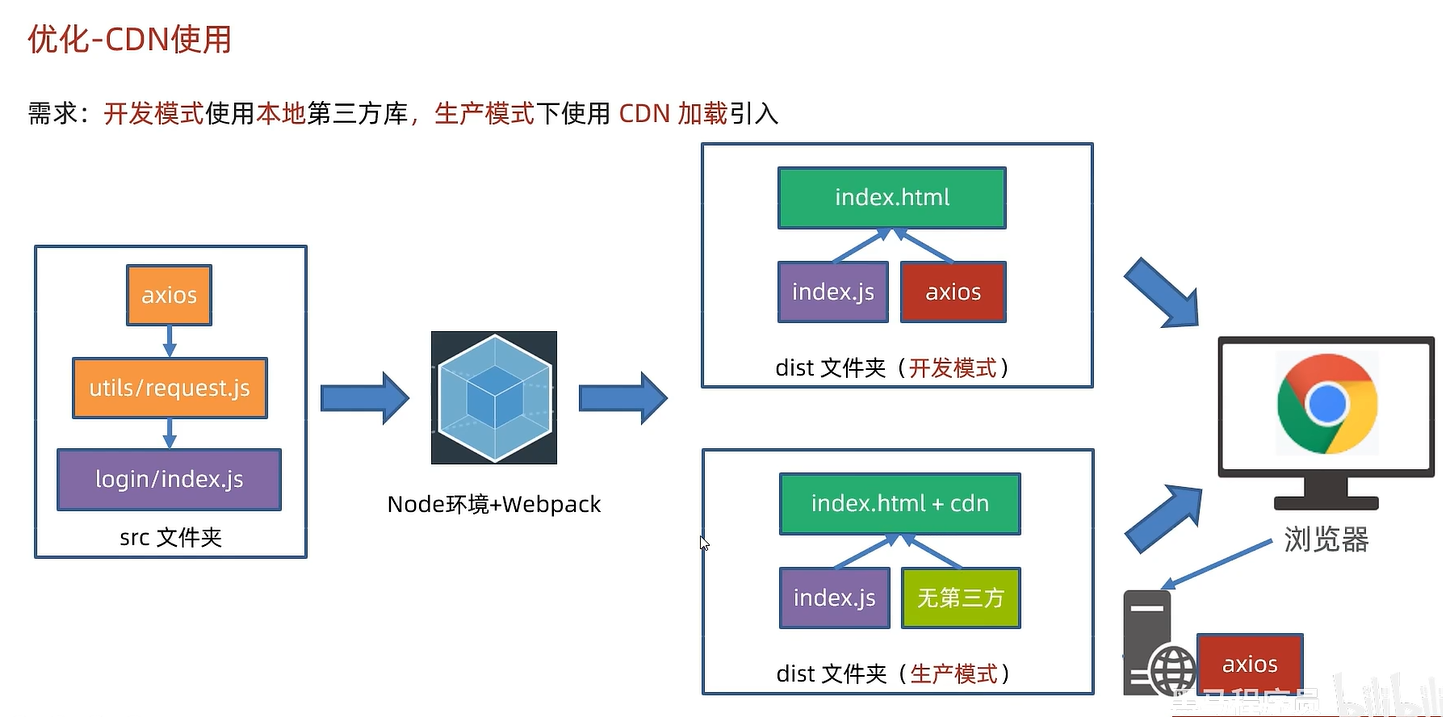 优化-CDN使用
需求：开发模式使用本地第三方库，生产模式下使用 CDN 加载引入
axios
utils/request.js
login/index.js
src 文件夹
Node环境+Webpack
index.html
index.js
axios
dist 文件夹（开发模式）
index.html + cdn
index.js
无第三方
dist 文件夹（生产模式）
浏览器
axios
黑马程序员
bilibili